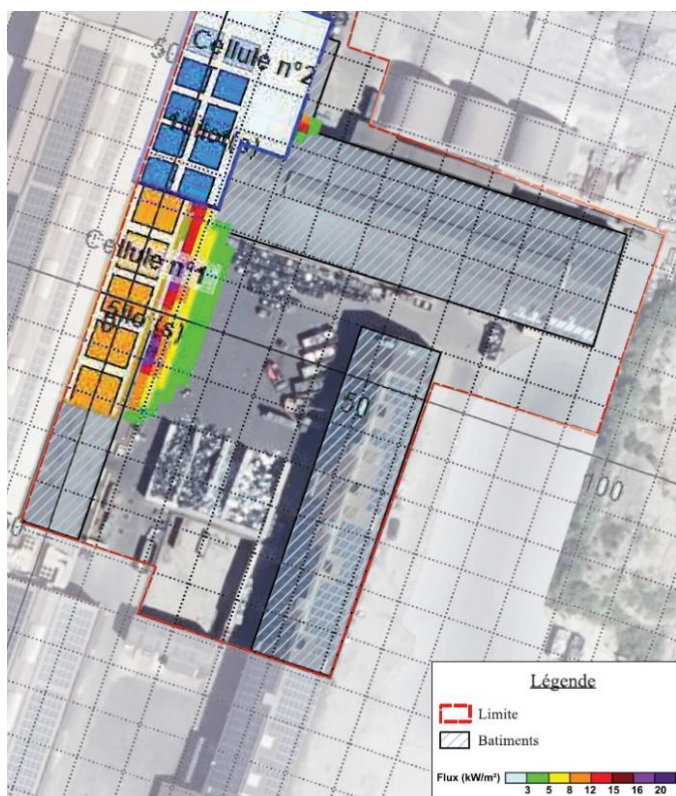 50
Cellule n°2
Cellule n°1
50
100
Légende
Limite
Batiments
Flux (kW/m²)
3 5 8 12 15 16 20